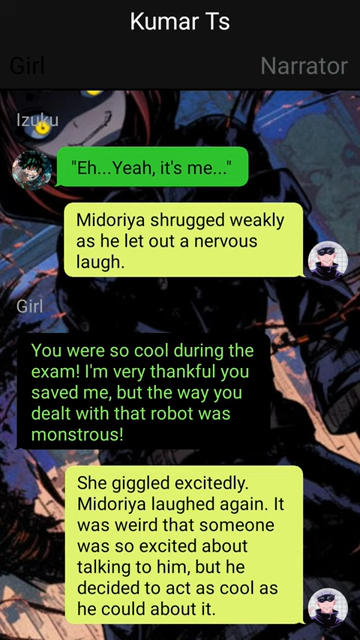 Kumar Ts
Girl
Narrator
Izuku
"Eh...Yeah, it's me..."
Midoriya shrugged weakly
as he let out a nervous
laugh.
Girl
You were so cool during the
exam! I'm very thankful you
saved me, but the way you
dealt with that robot was
monstrous!
She giggled excitedly.
Midoriya laughed again. It
was weird that someone
was so excited about
talking to him, but he
decided to act as cool as
he could about it.